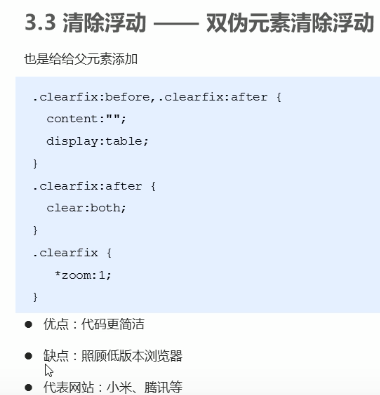 3.3 清除浮动 —— 双伪元素清除浮动
也是给给父元素添加
.clearfix:before,.clearfix:after {
content:"";
display:table;
}
.clearfix:after {
clear:both;
}
.clearfix {
*zoom:1;
}
● 优点：代码更简洁
● 缺点：照顾低版本浏览器
● 代表网站：小米、腾讯等